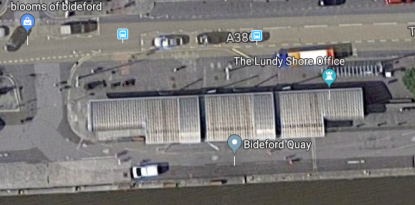 blooms of bideford
A386
The Lundy Shore Office
Bideford Quay